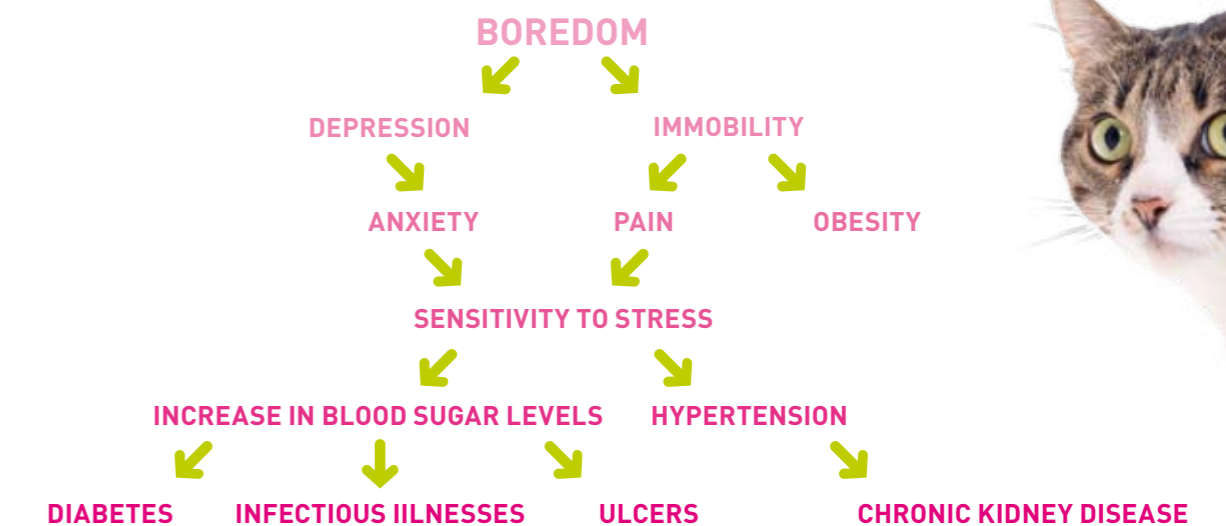 BOREDOM
DEPRESSION IMMOBILITY
ANXIETY PAIN OBESITY
SENSITIVITY TO STRESS
INCREASE IN BLOOD SUGAR LEVELS HYPERTENSION
DIABETES INFECTIOUS IILNESSES ULCERS CHRONIC KIDNEY DISEASE